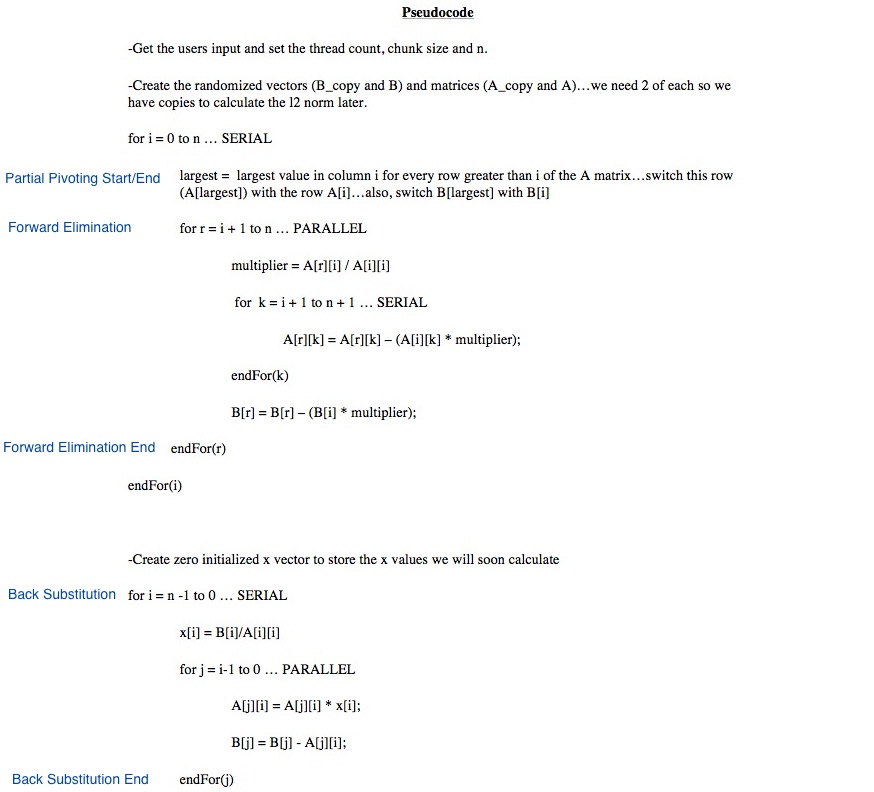 Pseudocode
-Get the users input and set the thread count, chunk size and n.
-Create the randomized vectors (B_copy and B) and matrices (A_copy and A)…we need 2 of each so we
have copies to calculate the l2 norm later.
for i = 0 to n … SERIAL
Partial Pivoting Start/End largest = largest value in column i for every row greater than i of the A matrix…switch this row
(A[largest]) with the row A[i]…also, switch B[largest] with B[i]
Forward Elimination for r = i + 1 to n … PARALLEL
multiplier = A[r][i] / A[i][i]
for k = i + 1 to n + 1 … SERIAL
A[r][k] = A[r][k] – (A[i][k] * multiplier);
endFor(k)
B[r] = B[r] – (B[i] * multiplier);
Forward Elimination End endFor(r)
endFor(i)
-Create zero initialized x vector to store the x values we will soon calculate
Back Substitution for i = n -1 to 0 … SERIAL
x[i] = B[i]/A[i][i]
for j = i-1 to 0 … PARALLEL
A[j][i] = A[j][i] * x[i];
B[j] = B[j] - A[j][i];
Back Substitution End endFor(j)